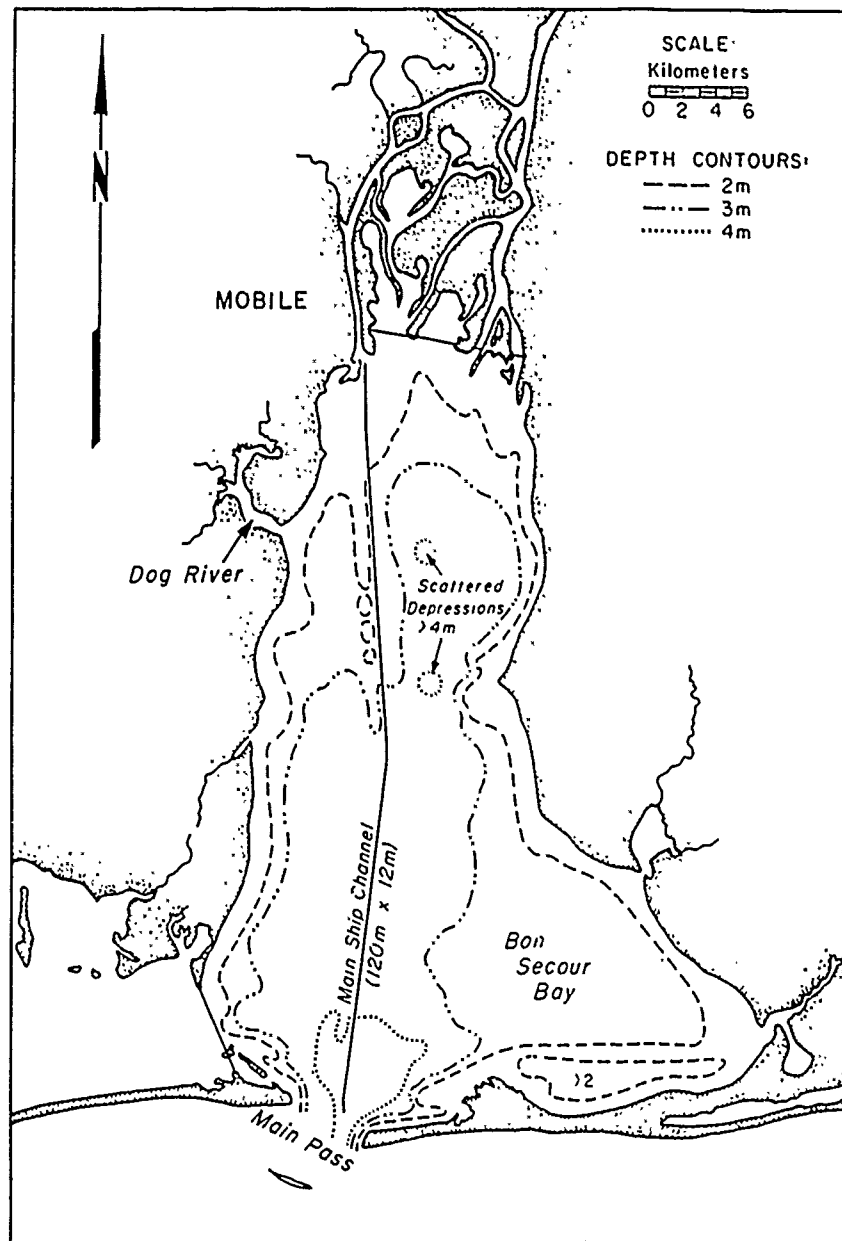 SCALE:
Kilometers
0 2 4 6
DEPTH CONTOURS:
2m
3m
4m
N
MOBILE
Dog River
Scattered
Depressions
>4m
Main Ship Channel
(120m x 12m)
Bon
Secour
Bay
>2
Main Pass